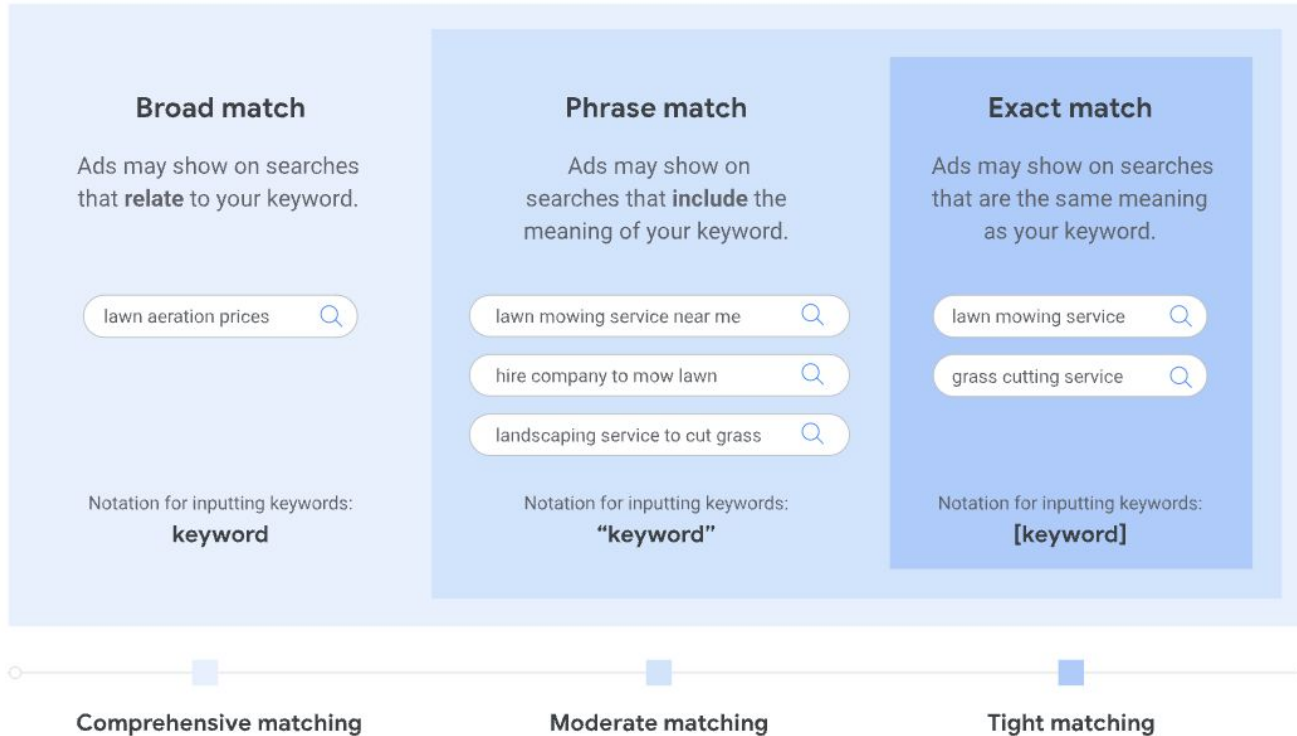 Broad match
Ads may show on searches
that relate to your keyword.
lawn aeration prices
Notation for inputting keywords:
keyword
Phrase match
Ads may show on
searches that include the
meaning of your keyword.
lawn mowing service near me
hire company to mow lawn
landscaping service to cut grass
Notation for inputting keywords:
“keyword”
Exact match
Ads may show on searches
that are the same meaning
as your keyword.
lawn mowing service
grass cutting service
Notation for inputting keywords:
[keyword]
Comprehensive matching
Moderate matching
Tight matching